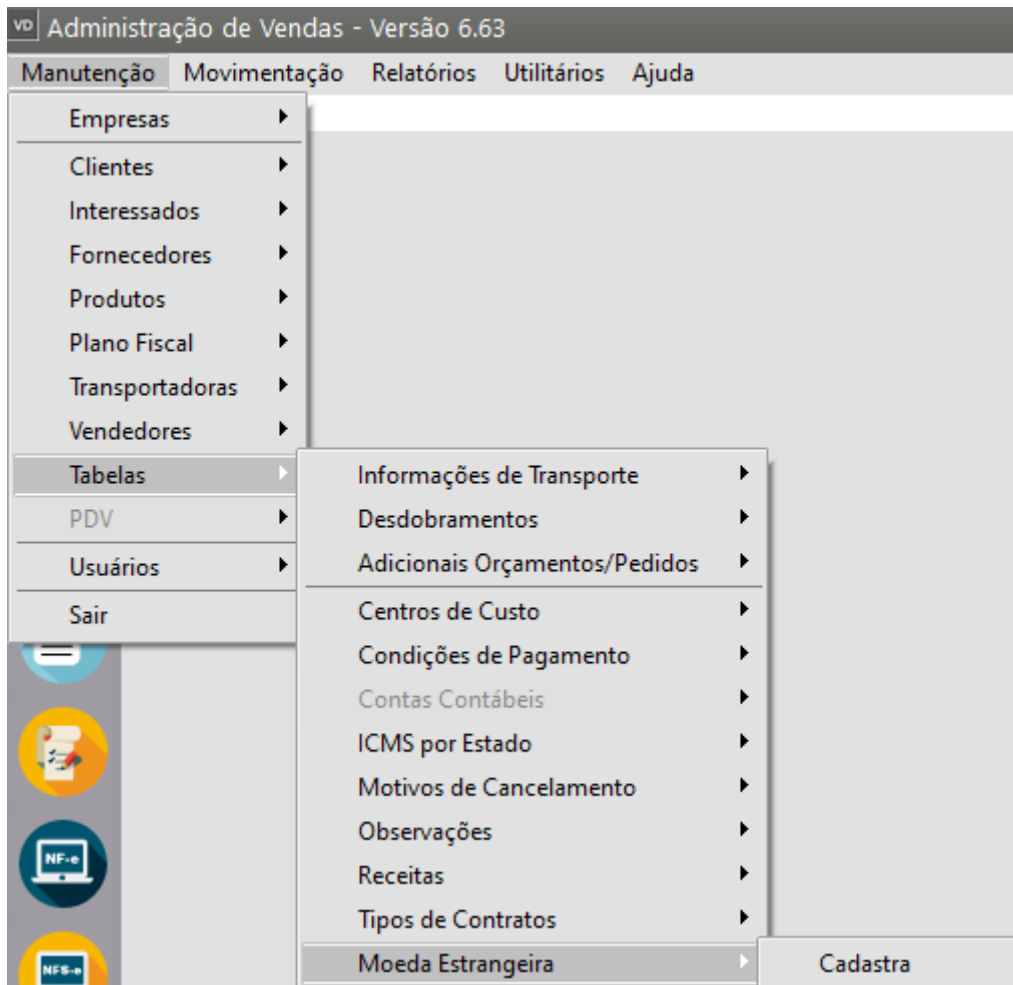 VD Administração de Vendas - Versão 6.63
Manutenção Movimentação Relatórios Utilitários Ajuda
Empresas
Clientes
Interessados
Fornecedores
Produtos
Plano Fiscal
Transportadoras
Vendedores
Tabelas
PDV
Usuários
Sair
Informações de Transporte
Desdobramentos
Adicionais Orçamentos/Pedidos
Centros de Custo
Condições de Pagamento
Contas Contábeis
ICMS por Estado
Motivos de Cancelamento
Observações
Receitas
Tipos de Contratos
Moeda Estrangeira
Cadastra
NF-e
NFS-e